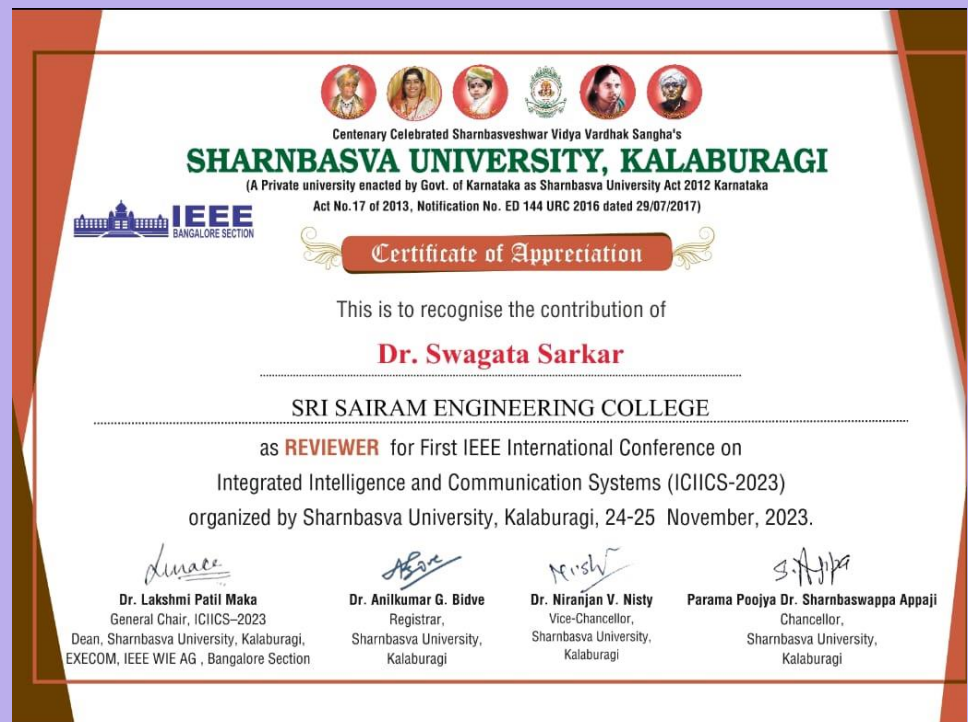 Centenary Celebrated Sharnbasveshwar Vidya Vardhak Sangha's
SHARNBASVA UNIVERSITY, KALABURAGI
(A Private university enacted by Govt. of Karnataka as Sharnbasva University Act 2012 Karnataka
Act No.17 of 2013, Notification No. ED 144 URC 2016 dated 29/07/2017)
IEEE
BANGALORE SECTION
Certificate of Appreciation
This is to recognise the contribution of
Dr. Swagata Sarkar
SRI SAIRAM ENGINEERING COLLEGE
as REVIEWER for First IEEE International Conference on
Integrated Intelligence and Communication Systems (ICIICS-2023)
organized by Sharnbasva University, Kalaburagi, 24-25 November, 2023.
Dr. Lakshmi Patil Maka
General Chair, ICIICS–2023
Dean, Sharnbasva University, Kalaburagi,
EXECOM, IEEE WIE AG , Bangalore Section
Dr. Anilkumar G. Bidve
Registrar,
Sharnbasva University,
Kalaburagi
Dr. Niranjan V. Nisty
Vice-Chancellor,
Sharnbasva University,
Kalaburagi
S. Appa
Parama Poojya Dr. Sharnbaswappa Appaji
Chancellor,
Sharnbasva University,
Kalaburagi